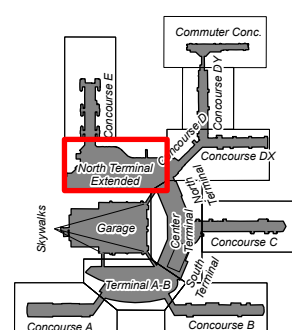 Commuter Conc.
Concourse DY
Concourse E
Concourse D
Concourse DX
North Terminal
Extended
North
Terminal
Skywalks
Garage
Center
Terminal
Concourse C
South
Terminal
Terminal A-B
Concourse A
Concourse B